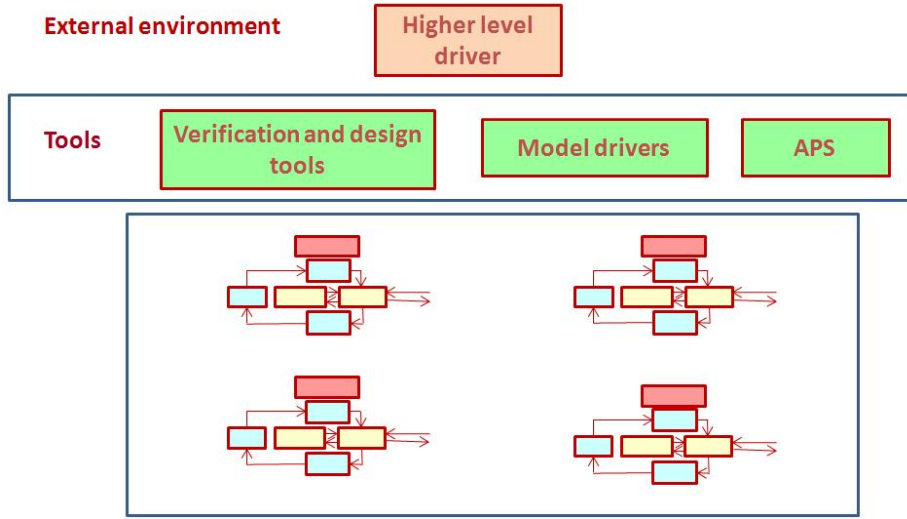 External environment
Higher level
driver
Tools
Verification and design
tools
Model drivers
APS